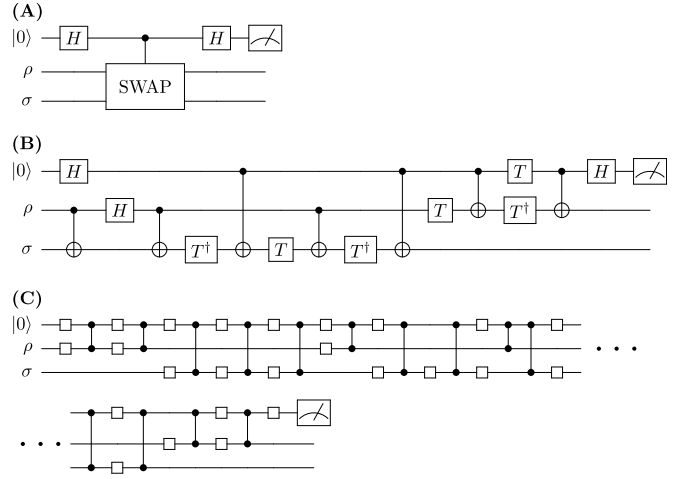 (A)
|0⟩ H H
ρ
SWAP
σ
(B)
|0⟩ H T H
ρ H T T†
σ T† T T†
(C)
|0⟩
ρ
σ